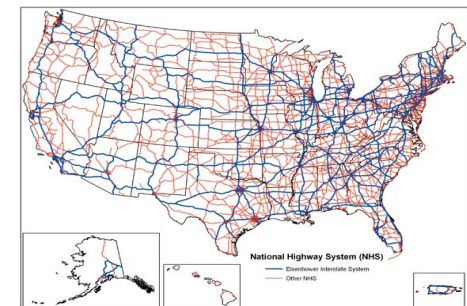 National Highway System (NHS)
Eisenhower Interstate System
Other NHS